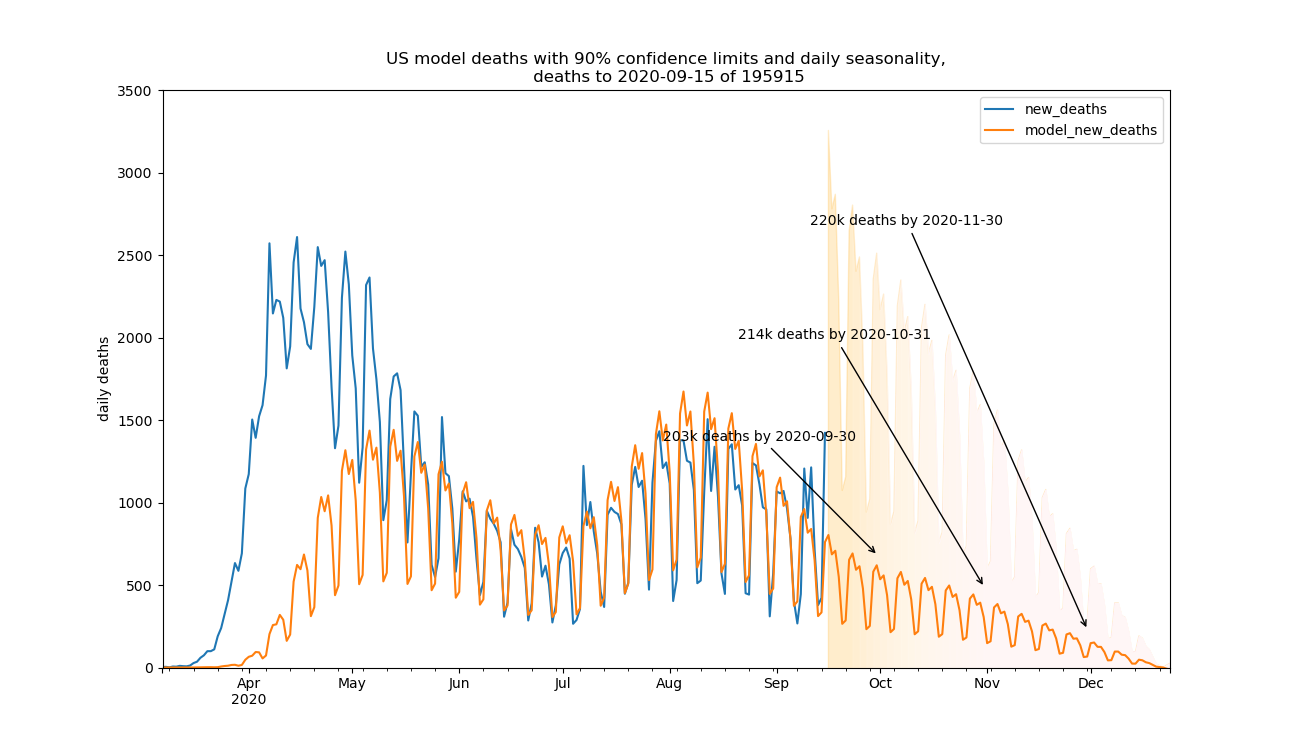 US model deaths with 90% confidence limits and daily seasonality,
deaths to 2020-09-15 of 195915
new_deaths
model_new_deaths
daily deaths
3500
3000
2500
2000
1500
1000
500
0
220k deaths by 2020-11-30
214k deaths by 2020-10-31
203k deaths by 2020-09-30
Apr
2020
May
Jun
Jul
Aug
Sep
Oct
Nov
Dec